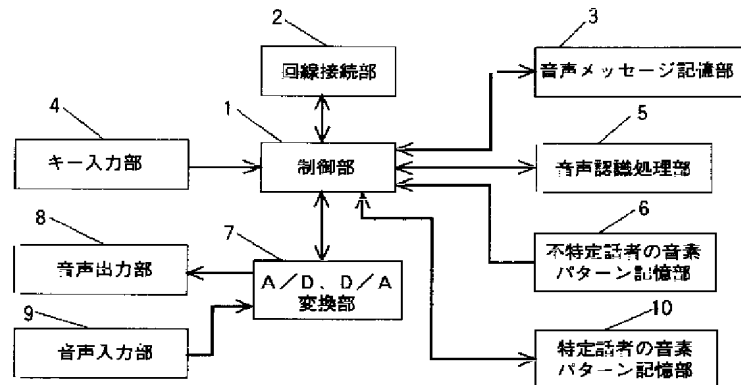 2
回線接続部
3
音声メッセージ記憶部
4
キー入力部
1
制御部
5
音声認識処理部
6
不特定話者の音素
パターン記憶部
8
音声出力部
7
A/D、D/A
変換部
9
音声入力部
10
特定話者の音素
パターン記憶部